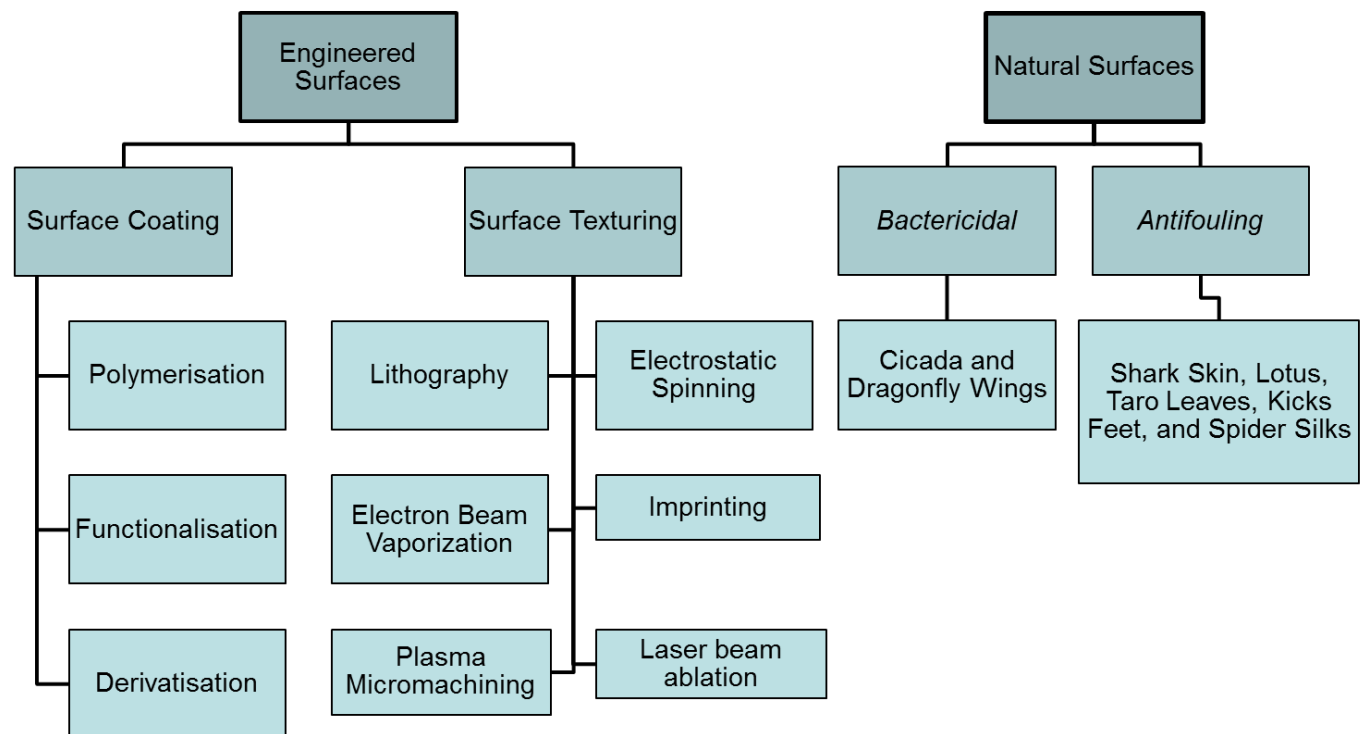 Engineered
Surfaces
Natural Surfaces
Surface Coating
Surface Texturing
Bactericidal
Antifouling
Polymerisation
Lithography
Electrostatic
Spinning
Cicada and
Dragonfly Wings
Shark Skin, Lotus,
Taro Leaves, Kicks
Feet, and Spider Silks
Functionalisation
Electron Beam
Vaporization
Imprinting
Derivatisation
Plasma
Micromachining
Laser beam
ablation